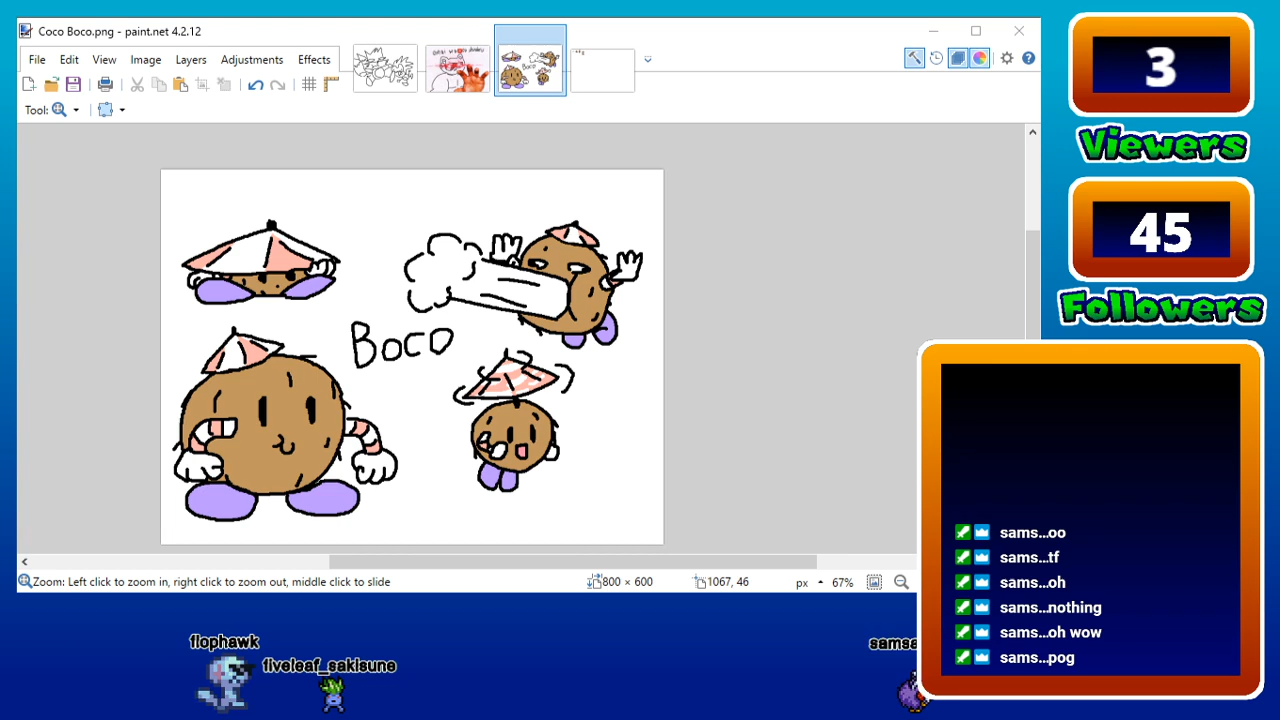 Coco Boco.png - paint.net 4.2.12
File Edit View Image Layers Adjustments Effects
Tool:
Boco
Zoom: Left click to zoom in, right click to zoom out, middle click to slide
800 × 600
1067, 46
px
67%
3
Viewers
45
Followers
sams...oo
sams...tf
sams...oh
sams...nothing
sams...oh wow
sams...pog
flophawk
fiveleaf_sakisune
samsa